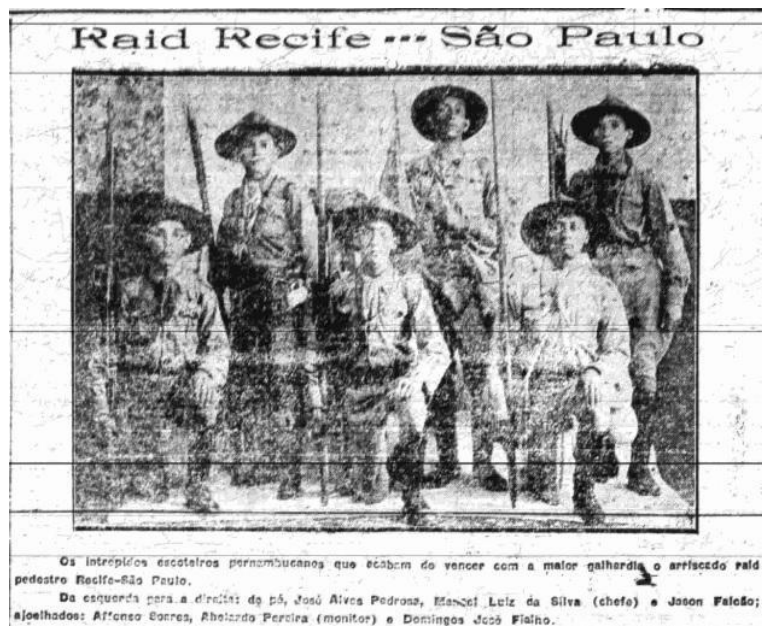 Raid Recife --- São Paulo
Os intrepidos escoteiros pernambucanos que acabam de vencer com a maior galhardia o arriscado raid
pedestre Recife-São Paulo.
Da esquerda para a direita: de pé, José Alves Pedrosa, Manoel Luiz da Silva (chefe) e Jason Falcão;
ajoelhados: Affonso Soares, Abelardo Pereira (monitor) e Domingos José Fialho.